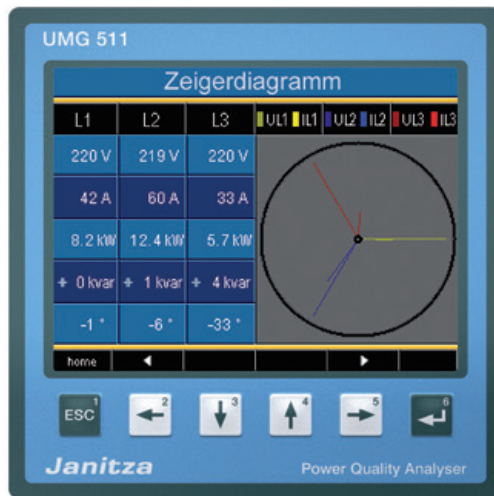 UMG 511
Zeigerdiagramm
L1 L2 L3 UL1 IL1 UL2 IL2 UL3 IL3
220 V 219 V 220 V
42 A 60 A 33 A
8.2 kW 12.4 kW 5.7 kW
+ 0 kvar + 1 kvar + 4 kvar
-1 ° -6 ° -33 °
home
ESC 1 2 3 4 5 6
Janitza Power Quality Analyser